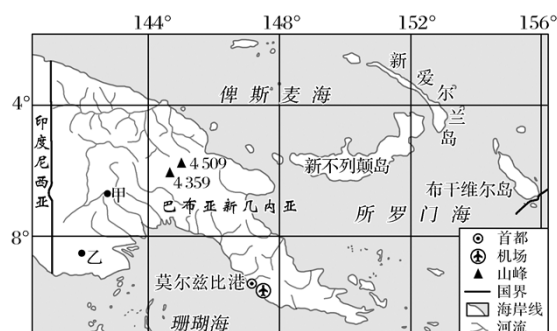 144° 148° 152° 156°
新爱尔兰岛
俾斯麦海
4°
印度尼西亚
4 509
4 359
新不列颠岛
甲
巴布亚新几内亚
布干维尔岛
所罗门海
8°
乙
莫尔兹比港
珊瑚海
首都
机场
山峰
国界
海岸线
河流